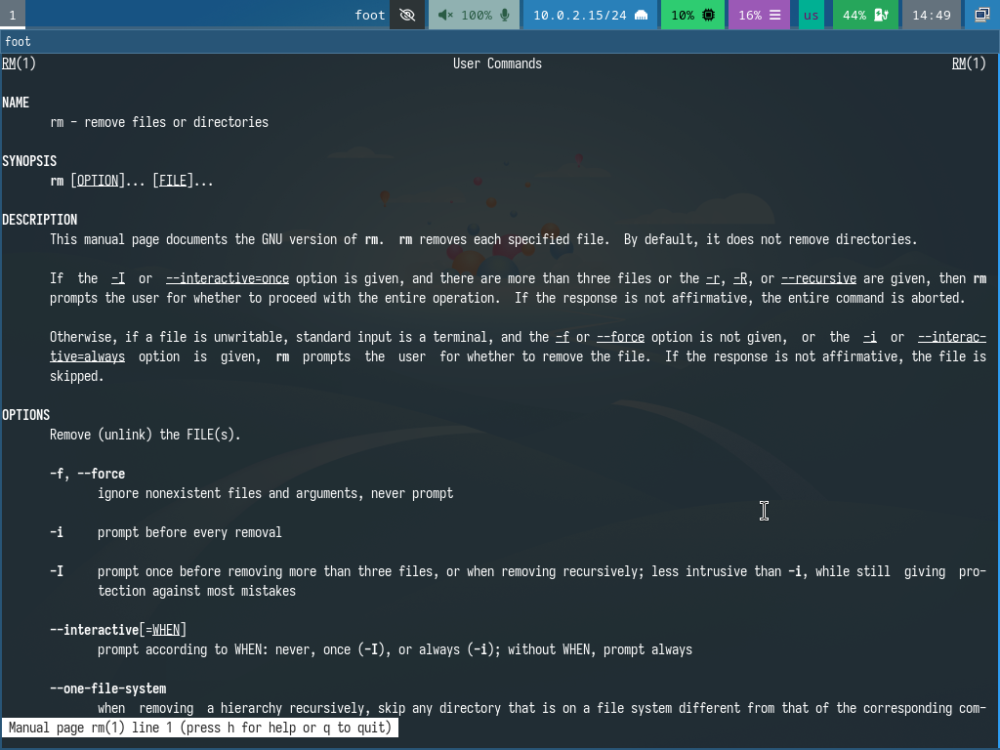 1 foot 100% 10.0.2.15/24 10% 16% us 44% 14:49
foot
RM(1) User Commands RM(1)
NAME
rm - remove files or directories
SYNOPSIS
rm [OPTION]... [FILE]...
DESCRIPTION
This manual page documents the GNU version of rm. rm removes each specified file. By default, it does not remove directories.
If the -I or --interactive=once option is given, and there are more than three files or the -r, -R, or --recursive are given, then rm
prompts the user for whether to proceed with the entire operation. If the response is not affirmative, the entire command is aborted.
Otherwise, if a file is unwritable, standard input is a terminal, and the -f or --force option is not given, or the -i or --interac-
tive=always option is given, rm prompts the user for whether to remove the file. If the response is not affirmative, the file is
skipped.
OPTIONS
Remove (unlink) the FILE(s).
-f, --force
ignore nonexistent files and arguments, never prompt
-i prompt before every removal
-I prompt once before removing more than three files, or when removing recursively; less intrusive than -i, while still giving pro-
tection against most mistakes
--interactive[=WHEN]
prompt according to WHEN: never, once (-I), or always (-i); without WHEN, prompt always
--one-file-system
when removing a hierarchy recursively, skip any directory that is on a file system different from that of the corresponding com-
Manual page rm(1) line 1 (press h for help or q to quit)